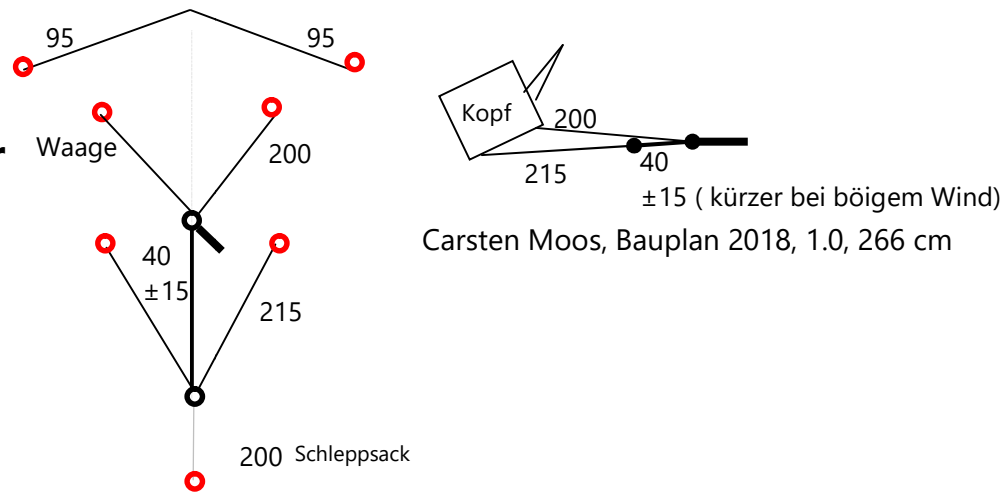 95
95
Waage
200
40
±15
215
200 Schleppsack
Kopf
200
215
40
±15 ( kürzer bei böigem Wind)
Carsten Moos, Bauplan 2018, 1.0, 266 cm